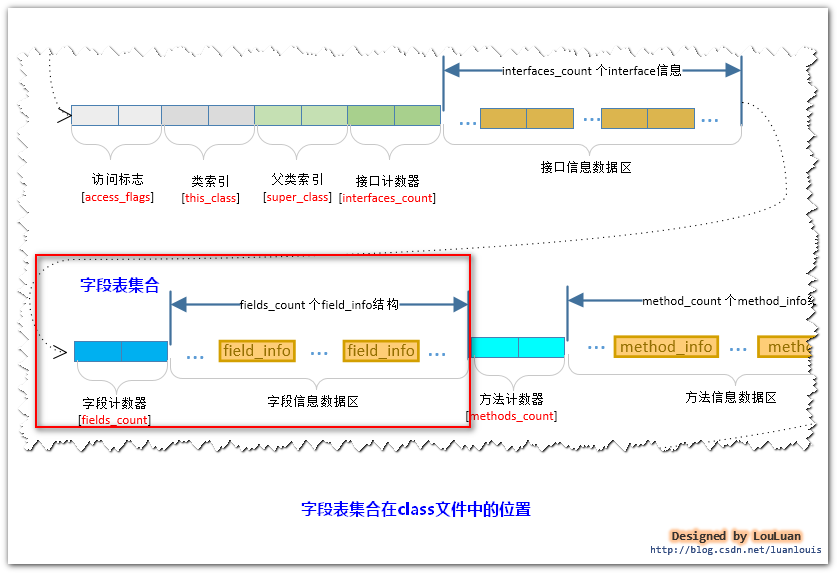 interfaces_count 个interface信息
... ... ...
访问标志 类索引 父类索引 接口计数器 接口信息数据区
[access_flags] [this_class] [super_class] [interfaces_count]
字段表集合
fields_count 个field_info结构 method_count 个method_info
... field_info ... field_info ... ... method_info ... metho
字段计数器 字段信息数据区 方法计数器 方法信息数据区
[fields_count] [methods_count]
字段表集合在class文件中的位置
Designed by LouLuan
http://blog.csdn.net/luanlouis